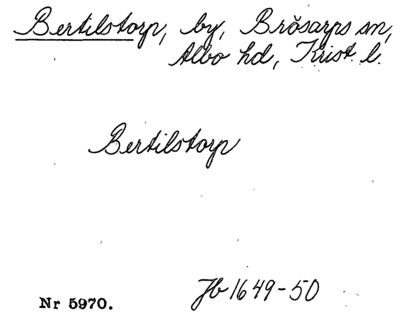 Bertilstorp, by, Brösarps sn,
Albo hd, Krist. l.
Bertilstorp
Nr 5970.
Jb 1649-50